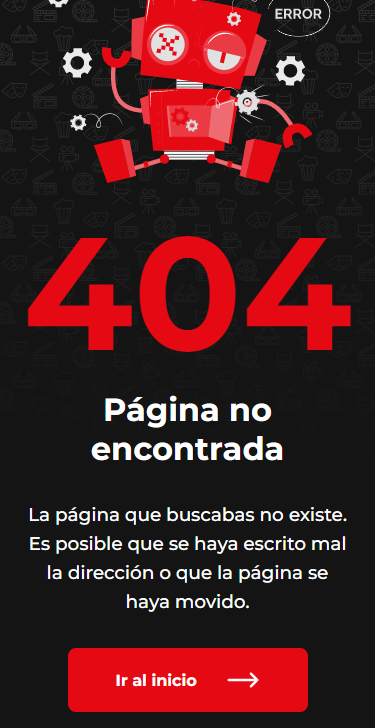 ERROR
404
Página no
encontrada
La página que buscabas no existe.
Es posible que se haya escrito mal
la dirección o que la página se
haya movido.
Ir al inicio